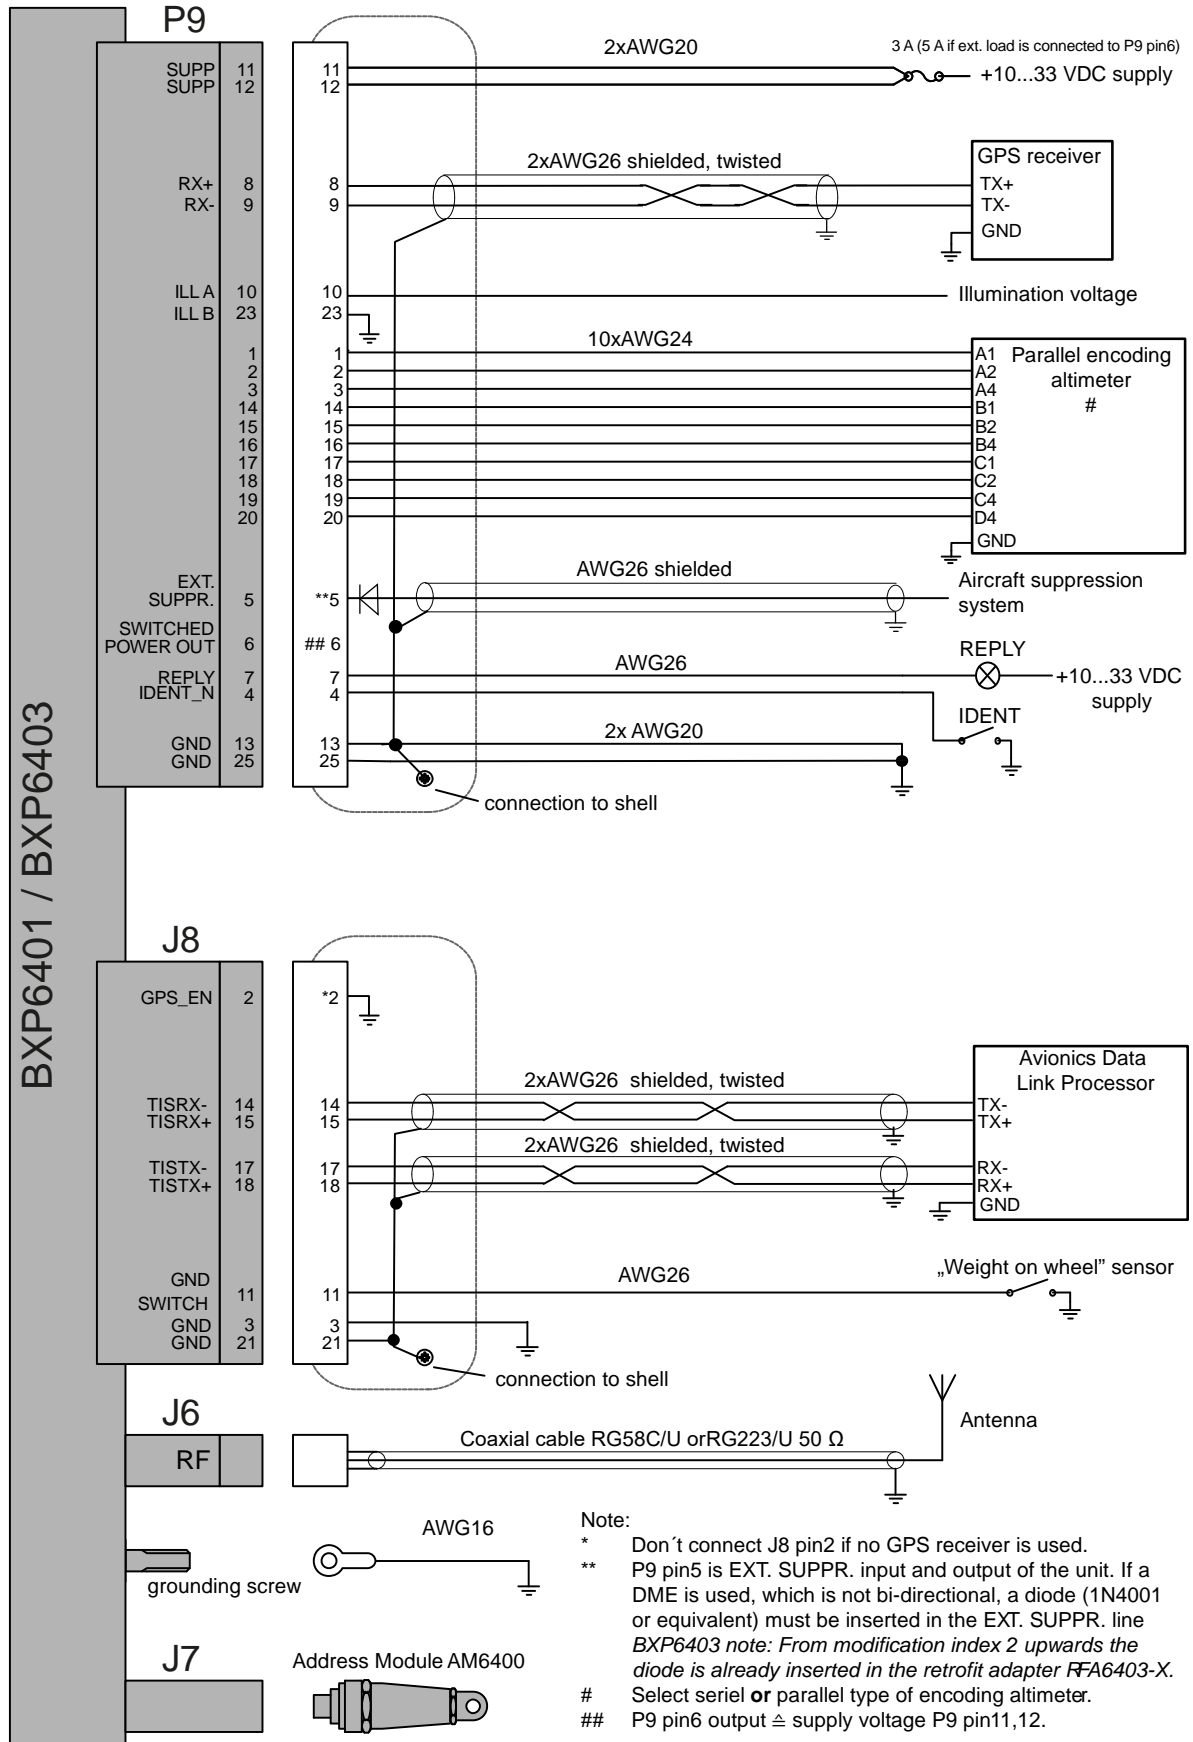 P9
2xAWG20
3 A (5 A if ext. load is connected to P9 pin6)
SUPP 11
SUPP 12
11
12
+10...33 VDC supply
2xAWG26 shielded, twisted
GPS receiver
RX+ 8
RX- 9
8
9
TX+
TX-
GND
ILL A 10
ILL B 23
10
23
Illumination voltage
10xAWG24
1
2
3
14
15
16
17
18
19
20
1
2
3
14
15
16
17
18
19
20
A1
A2
A4
B1
B2
B4
C1
C2
C4
D4
GND
Parallel encoding
altimeter
#
EXT.
SUPPR. 5
**5
AWG26 shielded
Aircraft suppression
system
SWITCHED
POWER OUT 6
## 6
REPLY 7
IDENT_N 4
7
4
AWG26
REPLY
+10...33 VDC
supply
IDENT
GND 13
GND 25
13
25
2x AWG20
connection to shell
BXP6401 / BXP6403
J8
GPS_EN 2
*2
2xAWG26 shielded, twisted
Avionics Data
Link Processor
TISRX- 14
TISRX+ 15
14
15
TX-
TX+
2xAWG26 shielded, twisted
TISTX- 17
TISTX+ 18
17
18
RX-
RX+
GND
GND
SWITCH 11
11
AWG26
„Weight on wheel" sensor
GND 3
GND 21
3
21
connection to shell
J6
RF
Coaxial cable RG58C/U orRG223/U 50 Ω
Antenna
grounding screw
AWG16
J7
Address Module AM6400
Note:
* Don´t connect J8 pin2 if no GPS receiver is used.
** P9 pin5 is EXT. SUPPR. input and output of the unit. If a
DME is used, which is not bi-directional, a diode (1N4001
or equivalent) must be inserted in the EXT. SUPPR. line
BXP6403 note: From modification index 2 upwards the
diode is already inserted in the retrofit adapter RFA6403-X.
# Select seriel or parallel type of encoding altimeter.
## P9 pin6 output ≙ supply voltage P9 pin11,12.